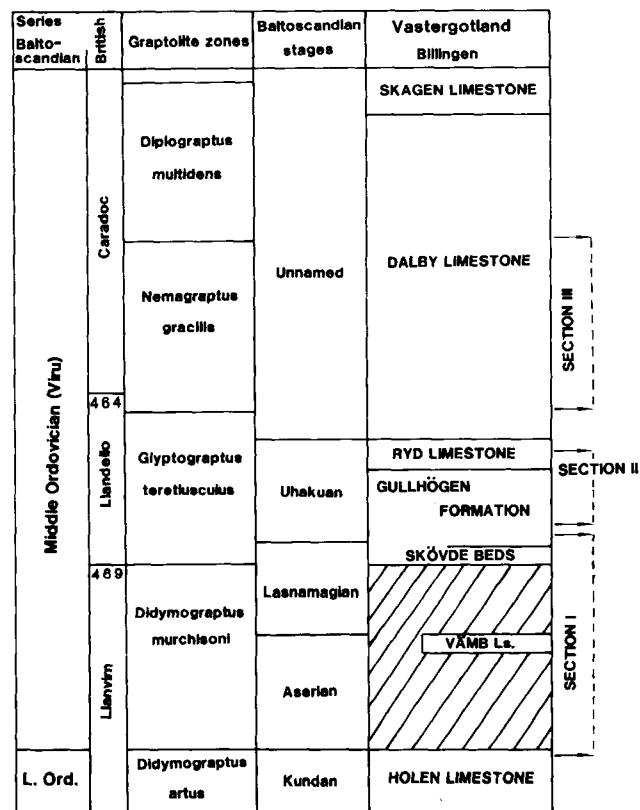 Series
Balto-
scandian
British
Graptolite zones
Baltoscandian
stages
Vastergotland
Billingen
Middle Ordovician (Viru)
L. Ord.
Caradoc
464
Llandello
469
Llanvirn
Diplograptus
multidens
Nemagraptus
gracilis
Glyptograptus
teretiusculus
Didymograptus
murchisoni
Didymograptus
artus
Unnamed
Uhakuan
Lasnamagian
Aserian
Kundan
SKAGEN LIMESTONE
DALBY LIMESTONE
RYD LIMESTONE
GULLHÖGEN
FORMATION
SKÖVDE BEDS
VÄMB Ls.
HOLEN LIMESTONE
SECTION III
SECTION II
SECTION I